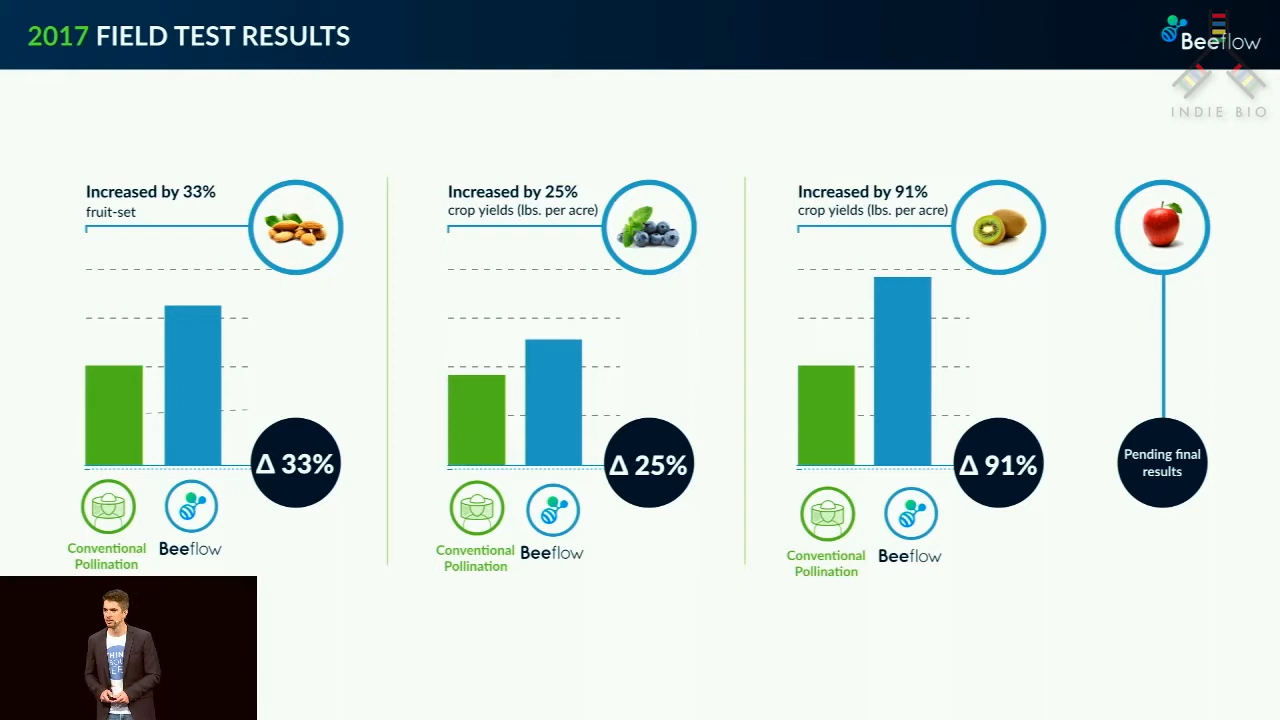 2017 FIELD TEST RESULTS
Beeflow
INDIE BIO
Increased by 33%
fruit-set
Δ 33%
Conventional
Pollination
Beeflow
Increased by 25%
crop yields (lbs. per acre)
Δ 25%
Conventional
Pollination
Beeflow
Increased by 91%
crop yields (lbs. per acre)
Δ 91%
Conventional
Pollination
Beeflow
Pending final
results